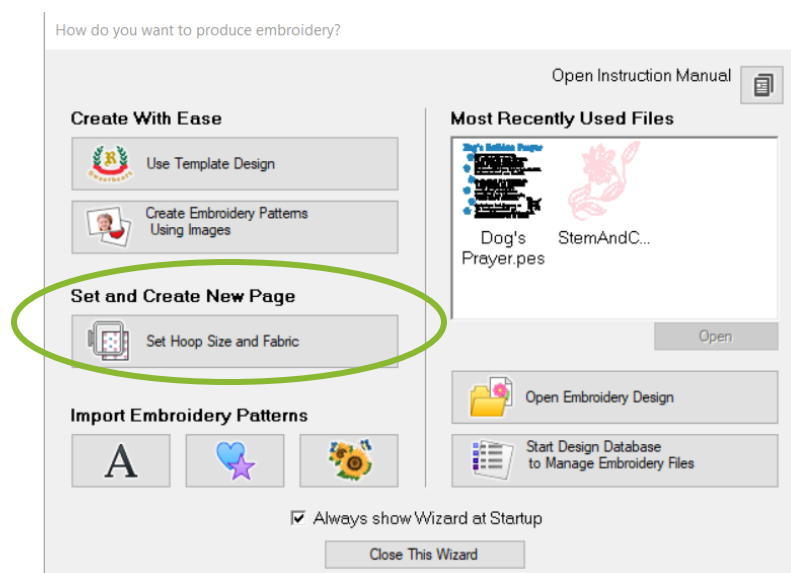 How do you want to produce embroidery?
Open Instruction Manual
Create With Ease
Use Template Design
Create Embroidery Patterns
Using Images
Set and Create New Page
Set Hoop Size and Fabric
Import Embroidery Patterns
A
Most Recently Used Files
Dog's
Prayer.pes
StemAndC...
Open
Open Embroidery Design
Start Design Database
to Manage Embroidery Files
Always show Wizard at Startup
Close This Wizard